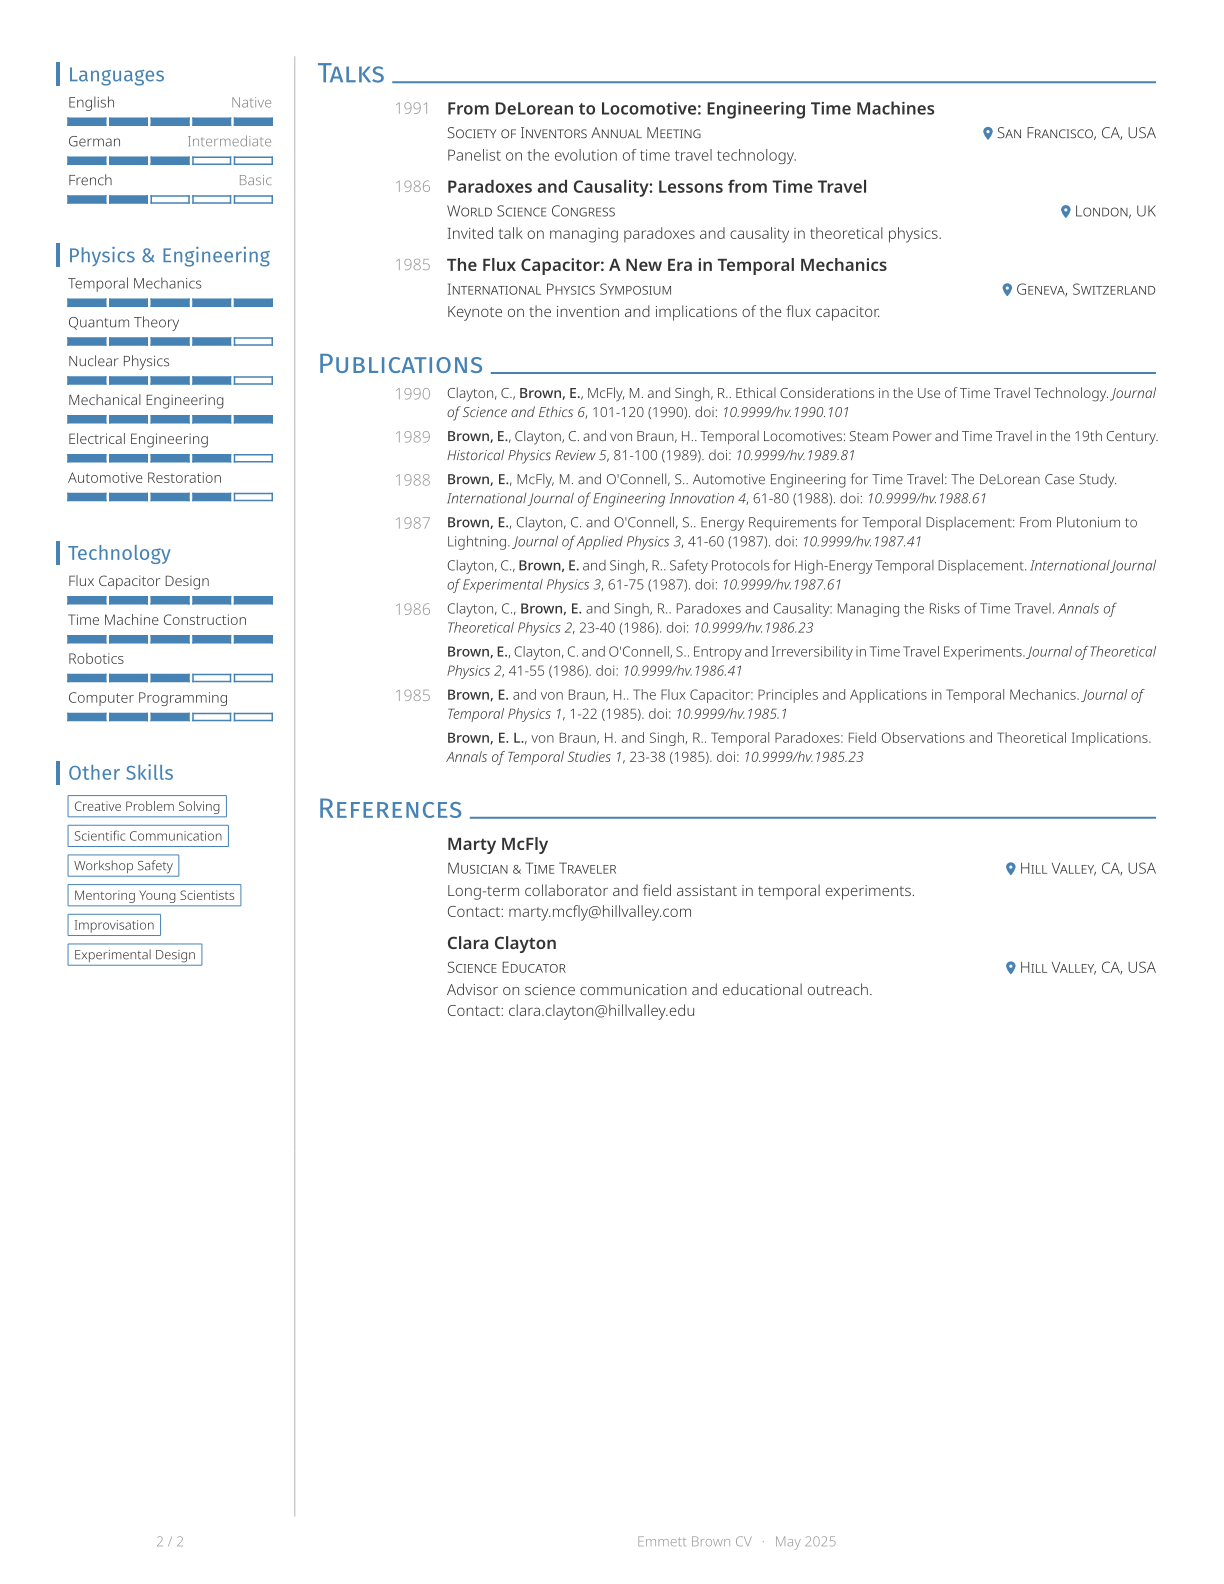 Languages
English Native
German Intermediate
French Basic
Physics & Engineering
Temporal Mechanics
Quantum Theory
Nuclear Physics
Mechanical Engineering
Electrical Engineering
Automotive Restoration
Technology
Flux Capacitor Design
Time Machine Construction
Robotics
Computer Programming
Other Skills
Creative Problem Solving
Scientific Communication
Workshop Safety
Mentoring Young Scientists
Improvisation
Experimental Design
Talks
1991 From DeLorean to Locomotive: Engineering Time Machines
Society of Inventors Annual Meeting San Francisco, CA, USA
Panelist on the evolution of time travel technology.
1986 Paradoxes and Causality: Lessons from Time Travel
World Science Congress London, UK
Invited talk on managing paradoxes and causality in theoretical physics.
1985 The Flux Capacitor: A New Era in Temporal Mechanics
International Physics Symposium Geneva, Switzerland
Keynote on the invention and implications of the flux capacitor.
Publications
1990 Clayton, C., Brown, E., McFly, M. and Singh, R.. Ethical Considerations in the Use of Time Travel Technology. Journal
of Science and Ethics 6, 101-120 (1990). doi: 10.9999/hv.1990.101
1989 Brown, E., Clayton, C. and von Braun, H.. Temporal Locomotives: Steam Power and Time Travel in the 19th Century.
Historical Physics Review 5, 81-100 (1989). doi: 10.9999/hv.1989.81
1988 Brown, E., McFly, M. and O'Connell, S.. Automotive Engineering for Time Travel: The DeLorean Case Study.
International Journal of Engineering Innovation 4, 61-80 (1988). doi: 10.9999/hv.1988.61
1987 Brown, E., Clayton, C. and O'Connell, S.. Energy Requirements for Temporal Displacement: From Plutonium to
Lightning. Journal of Applied Physics 3, 41-60 (1987). doi: 10.9999/hv.1987.41
Clayton, C., Brown, E. and Singh, R.. Safety Protocols for High-Energy Temporal Displacement. International Journal
of Experimental Physics 3, 61-75 (1987). doi: 10.9999/hv.1987.61
1986 Clayton, C., Brown, E. and Singh, R.. Paradoxes and Causality: Managing the Risks of Time Travel. Annals of
Theoretical Physics 2, 23-40 (1986). doi: 10.9999/hv.1986.23
Brown, E., Clayton, C. and O'Connell, S.. Entropy and Irreversibility in Time Travel Experiments. Journal of Theoretical
Physics 2, 41-55 (1986). doi: 10.9999/hv.1986.41
1985 Brown, E. and von Braun, H.. The Flux Capacitor: Principles and Applications in Temporal Mechanics. Journal of
Temporal Physics 1, 1-22 (1985). doi: 10.9999/hv.1985.1
Brown, E. L., von Braun, H. and Singh, R.. Temporal Paradoxes: Field Observations and Theoretical Implications.
Annals of Temporal Studies 1, 23-38 (1985). doi: 10.9999/hv.1985.23
References
Marty McFly
Musician & Time Traveler Hill Valley, CA, USA
Long-term collaborator and field assistant in temporal experiments.
Contact: marty.mcfly@hillvalley.com
Clara Clayton
Science Educator Hill Valley, CA, USA
Advisor on science communication and educational outreach.
Contact: clara.clayton@hillvalley.edu
2 / 2
Emmett Brown CV · May 2025